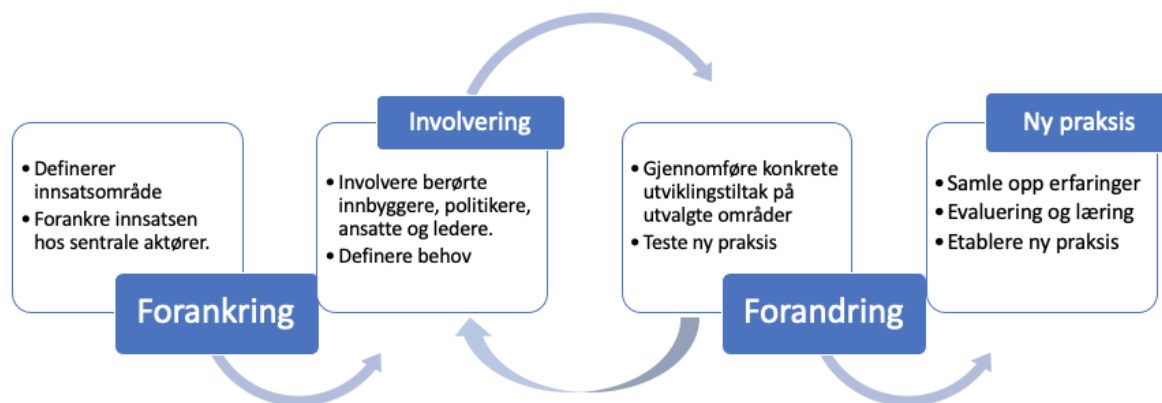 • Definerer
innsatsområde
• Forankre innsatsen
hos sentrale aktører.
Forankring
Involvering
• Involvere berørte
innbyggere, politikere,
ansatte og ledere.
• Definere behov
• Gjennomføre konkrete
utviklingstiltak på
utvalgte områder
• Teste ny praksis
Forandring
Ny praksis
• Samle opp erfaringer
• Evaluering og læring
• Etablere ny praksis